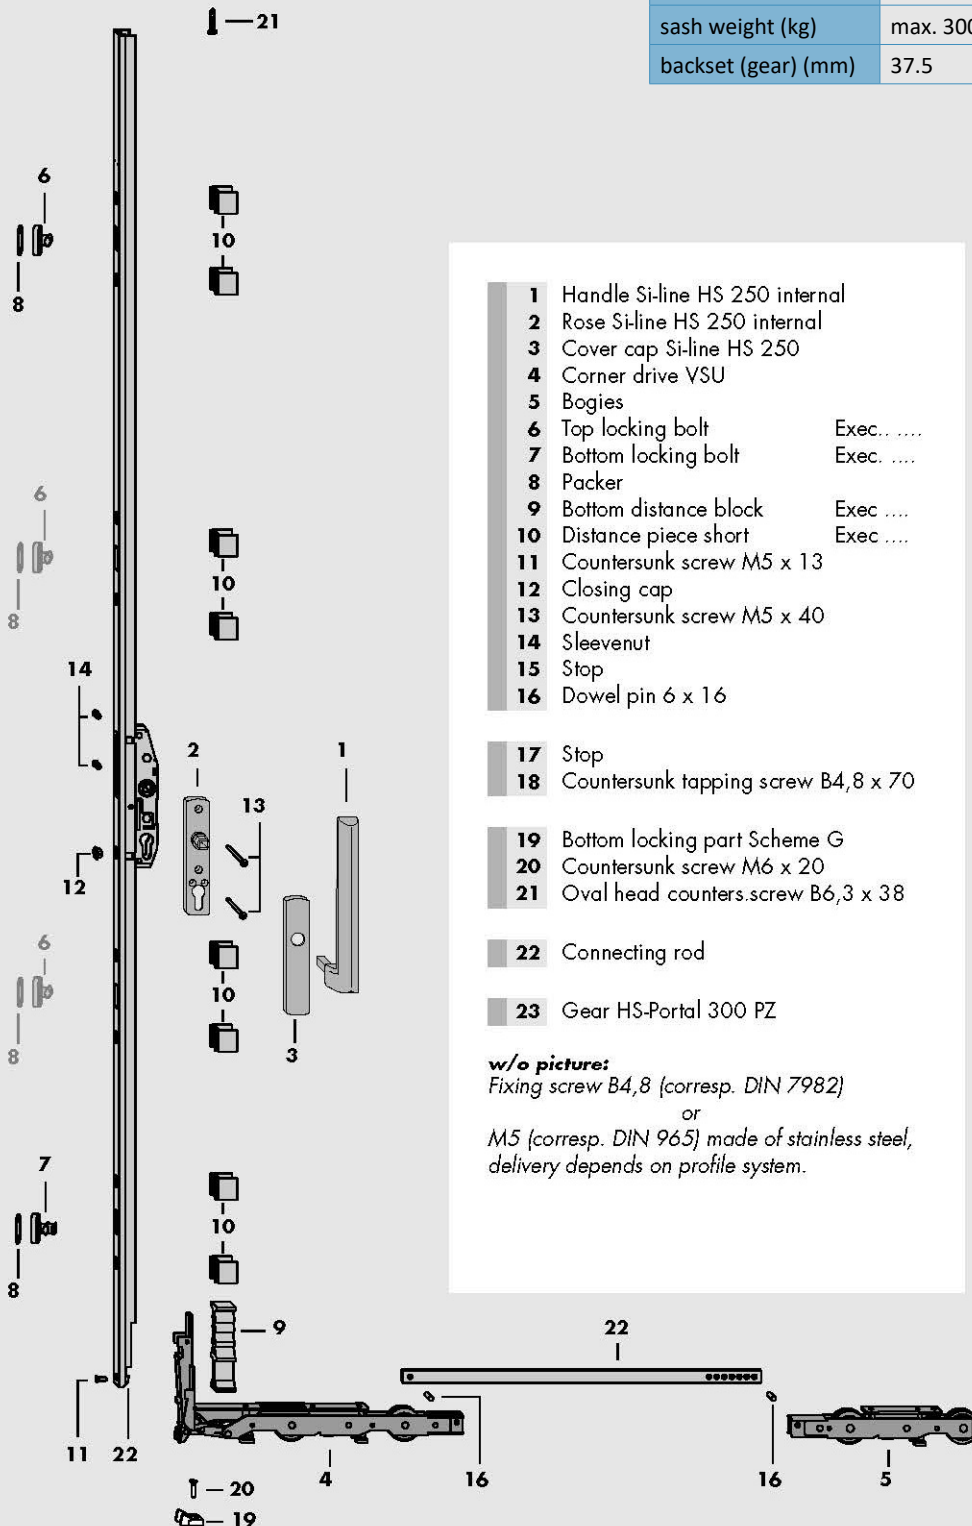 21
sash weight (kg) max. 300
backset (gear) (mm) 37.5
6
10
8
1 Handle Si-line HS 250 internal
2 Rose Si-line HS 250 internal
3 Cover cap Si-line HS 250
4 Corner drive VSU
5 Bogies
6 Top locking bolt Exec.. ....
7 Bottom locking bolt Exec. ....
8 Packer
9 Bottom distance block Exec ....
10 Distance piece short Exec ....
11 Countersunk screw M5 x 13
12 Closing cap
13 Countersunk screw M5 x 40
14 Sleevenut
15 Stop
16 Dowel pin 6 x 16
17 Stop
18 Countersunk tapping screw B4,8 x 70
19 Bottom locking part Scheme G
20 Countersunk screw M6 x 20
21 Oval head counters.screw B6,3 x 38
22 Connecting rod
23 Gear HS-Portal 300 PZ
w/o picture:
Fixing screw B4,8 (corresp. DIN 7982)
or
M5 (corresp. DIN 965) made of stainless steel,
delivery depends on profile system.
6
10
8
14
2 1
13
12
6
10
8
3
7
10
8
9
22
11 22
4 16 16 5
20
19